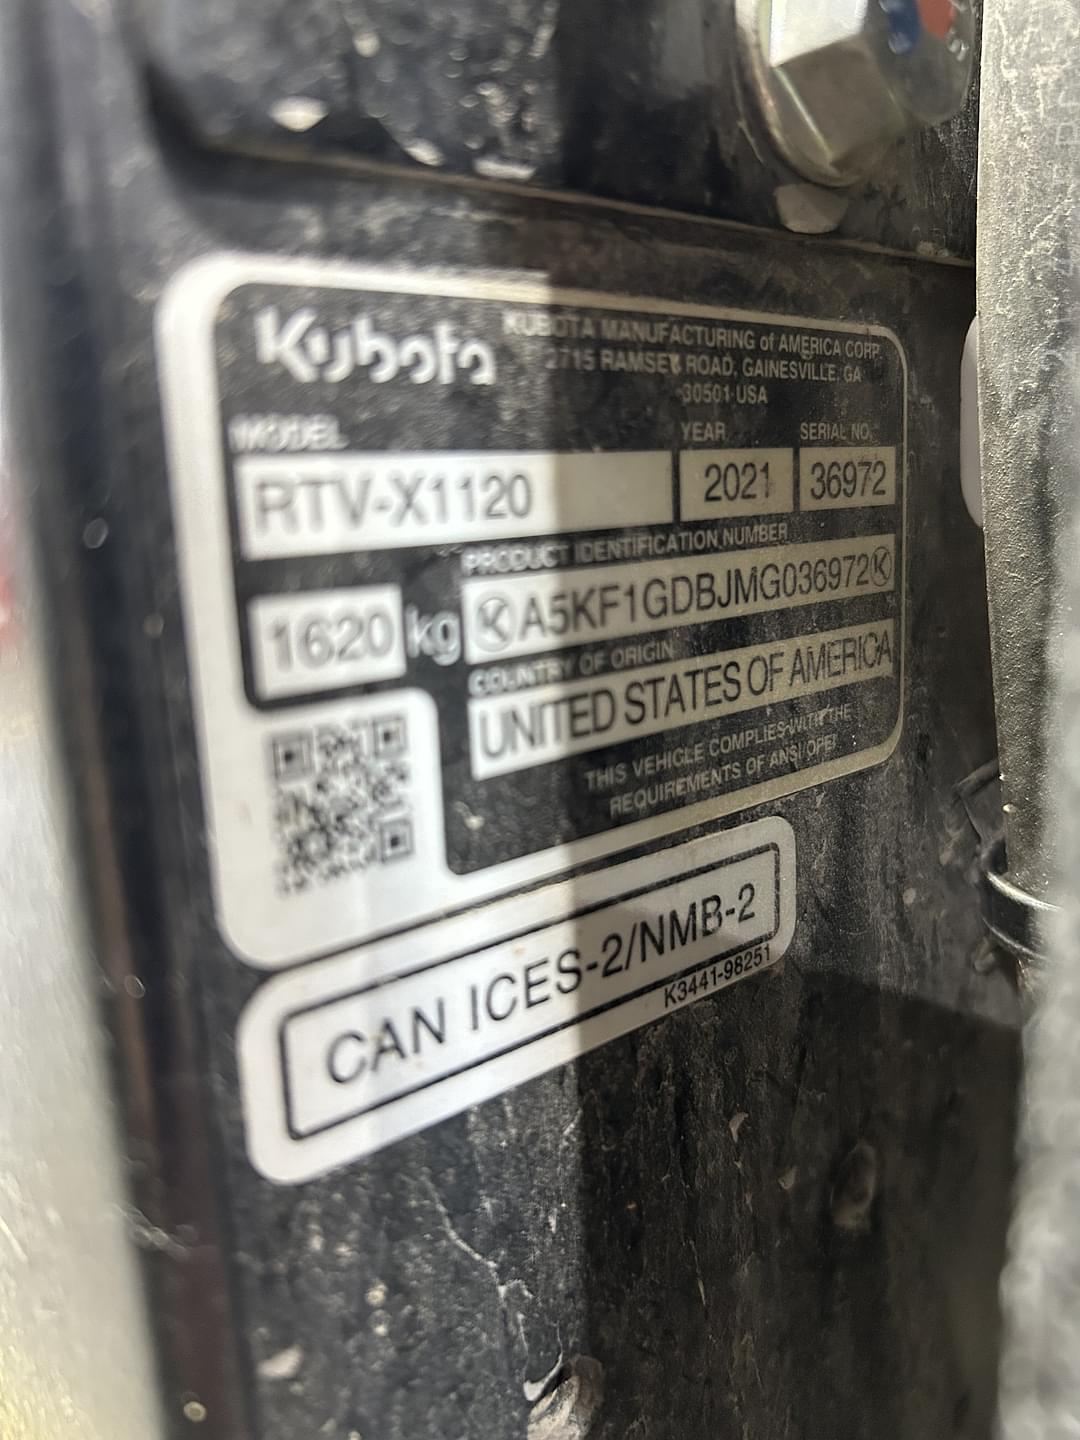 Kubota
KUBOTA MANUFACTURING of AMERICA CORP.
2715 RAMSEY ROAD, GAINESVILLE, GA
30501 USA
MODEL
YEAR
SERIAL NO.
RTV-X1120
2021
36972
PRODUCT IDENTIFICATION NUMBER
A5KF1GDBJMG036972
1620 kg
COUNTRY OF ORIGIN
UNITED STATES OF AMERICA
THIS VEHICLE COMPLIES WITH THE
REQUIREMENTS OF ANSI OPEI
CAN ICES-2/NMB-2
K3441-98251